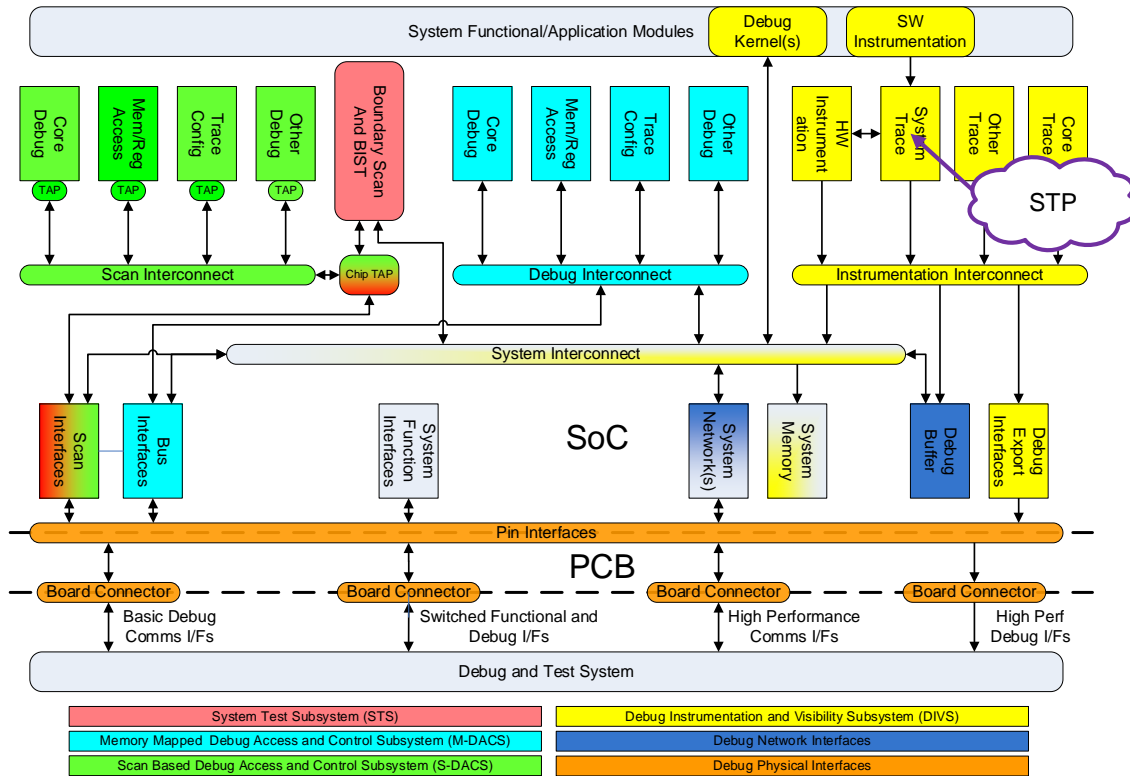 System Functional/Application Modules
Debug
Kernel(s)
SW
Instrumentation
Core
Debug
Mem/Reg
Access
Trace
Config
Other
Debug
TAP
TAP
TAP
TAP
Boundary Scan
And BIST
Core
Debug
Mem/Reg
Access
Trace
Config
Other
Debug
HW
Instrument
ation
System
Trace
Other
Trace
Core
Trace
STP
Scan Interconnect
Chip TAP
Debug Interconnect
Instrumentation Interconnect
System Interconnect
Scan
Interfaces
Bus
Interfaces
System
Function
Interfaces
SoC
System
Network(s)
System
Memory
Debug
Buffer
Debug
Export
Interfaces
Pin Interfaces
PCB
Board Connector
Board Connector
Board Connector
Board Connector
Basic Debug
Comms I/Fs
Switched Functional and
Debug I/Fs
High Performance
Comms I/Fs
High Perf
Debug I/Fs
Debug and Test System
System Test Subsystem (STS)
Debug Instrumentation and Visibility Subsystem (DIVS)
Memory Mapped Debug Access and Control Subsystem (M-DACS)
Debug Network Interfaces
Scan Based Debug Access and Control Subsystem (S-DACS)
Debug Physical Interfaces